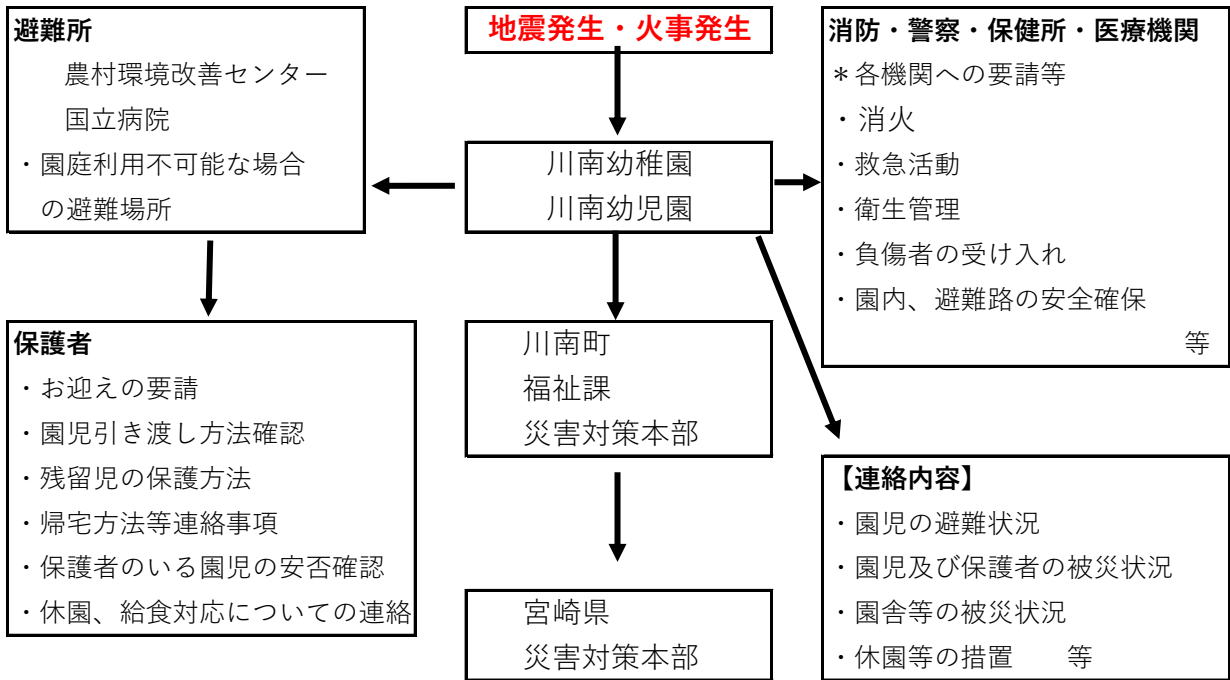 避難所
農村環境改善センター
国立病院
・園庭利用不可能な場合
の避難場所
地震発生・火事発生
消防・警察・保健所・医療機関
＊各機関への要請等
・消火
・救急活動
・衛生管理
・負傷者の受け入れ
・園内、避難路の安全確保
等
川南幼稚園
川南幼児園
保護者
・お迎えの要請
・園児引き渡し方法確認
・残留児の保護方法
・帰宅方法等連絡事項
・保護者のいる園児の安否確認
・休園、給食対応についての連絡
川南町
福祉課
災害対策本部
宮崎県
災害対策本部
【連絡内容】
・園児の避難状況
・園児及び保護者の被災状況
・園舎等の被災状況
・休園等の措置　　等